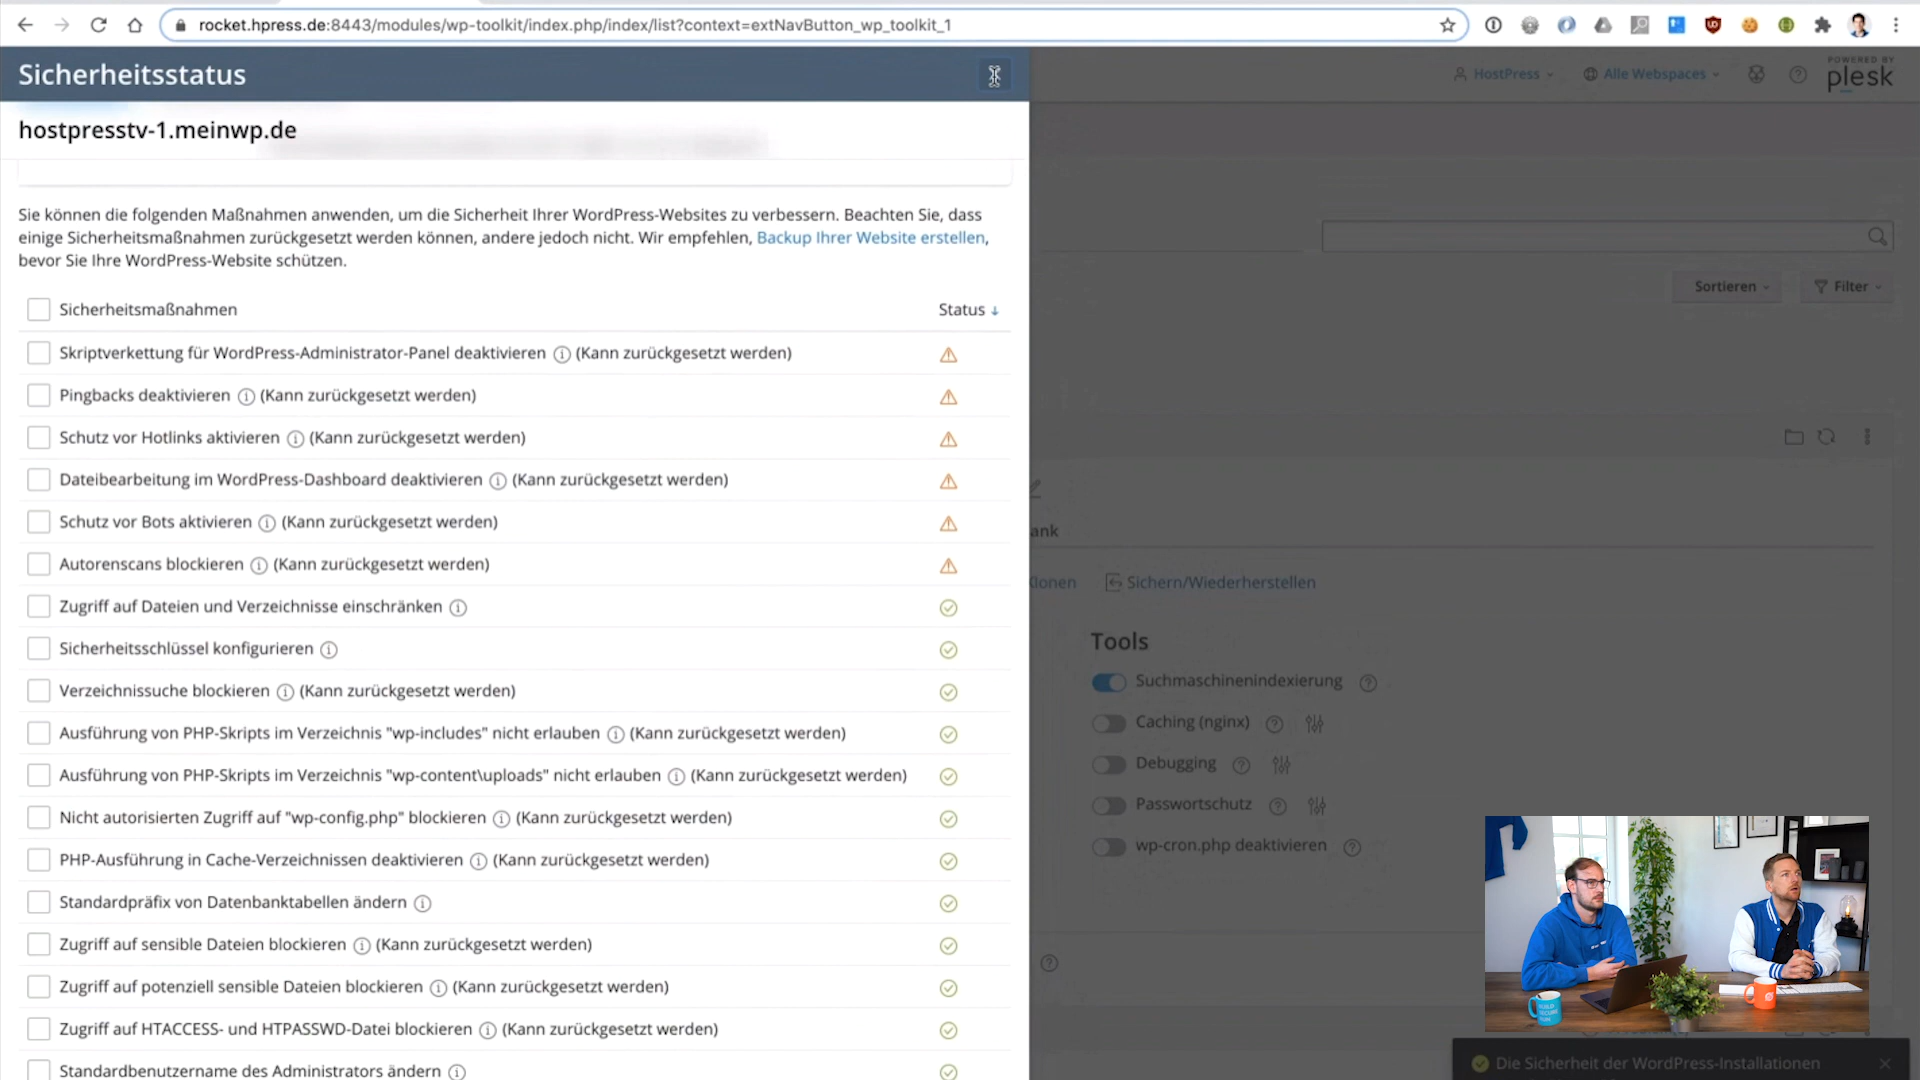 rocket.hpress.de:8443/modules/wp-toolkit/index.php/index/list?context=extNavButton_wp_toolkit_1
Sicherheitsstatus
HostPress
Alle Webspaces
POWERED BY
plesk
hostpresstv-1.meinwp.de
Sie können die folgenden Maßnahmen anwenden, um die Sicherheit Ihrer WordPress-Websites zu verbessern. Beachten Sie, dass
einige Sicherheitsmaßnahmen zurückgesetzt werden können, andere jedoch nicht. Wir empfehlen, Backup Ihrer Website erstellen,
bevor Sie Ihre WordPress-Website schützen.
Sortieren
Filter
Sicherheitsmaßnahmen
Status
Skriptverkettung für WordPress-Administrator-Panel deaktivieren (Kann zurückgesetzt werden)
Pingbacks deaktivieren (Kann zurückgesetzt werden)
Schutz vor Hotlinks aktivieren (Kann zurückgesetzt werden)
Dateibearbeitung im WordPress-Dashboard deaktivieren (Kann zurückgesetzt werden)
Schutz vor Bots aktivieren (Kann zurückgesetzt werden)
Autorenscans blockieren (Kann zurückgesetzt werden)
Zugriff auf Dateien und Verzeichnisse einschränken
Sicherheitsschlüssel konfigurieren
Verzeichnissuche blockieren (Kann zurückgesetzt werden)
Ausführung von PHP-Skripts im Verzeichnis "wp-includes" nicht erlauben (Kann zurückgesetzt werden)
Ausführung von PHP-Skripts im Verzeichnis "wp-content\uploads" nicht erlauben (Kann zurückgesetzt werden)
Nicht autorisierten Zugriff auf "wp-config.php" blockieren (Kann zurückgesetzt werden)
PHP-Ausführung in Cache-Verzeichnissen deaktivieren (Kann zurückgesetzt werden)
Standardpräfix von Datenbanktabellen ändern
Zugriff auf sensible Dateien blockieren (Kann zurückgesetzt werden)
Zugriff auf potenziell sensible Dateien blockieren (Kann zurückgesetzt werden)
Zugriff auf HTACCESS- und HTPASSWD-Datei blockieren (Kann zurückgesetzt werden)
Standardbenutzername des Administrators ändern
ank
klonen
Sichern/Wiederherstellen
Tools
Suchmaschinenindexierung
Caching (nginx)
Debugging
Passwortschutz
wp-cron.php deaktivieren
Die Sicherheit der WordPress-Installationen